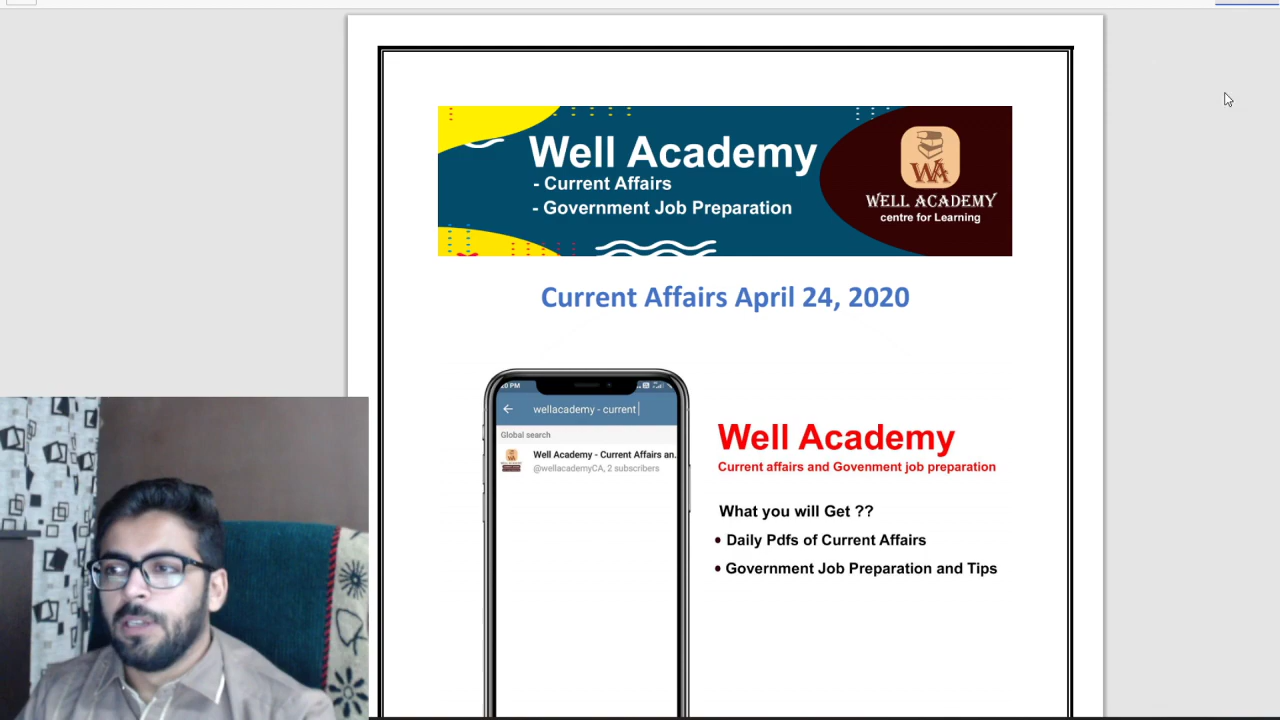 Well Academy
- Current Affairs
- Government Job Preparation
WA
WELL ACADEMY
centre for Learning
Current Affairs April 24, 2020
wellacademy - current
Global search
Well Academy - Current Affairs an.
@wellacademyCA, 2 subscribers
Well Academy
Current affairs and Govenment job preparation
What you will Get ??
• Daily Pdfs of Current Affairs
• Government Job Preparation and Tips